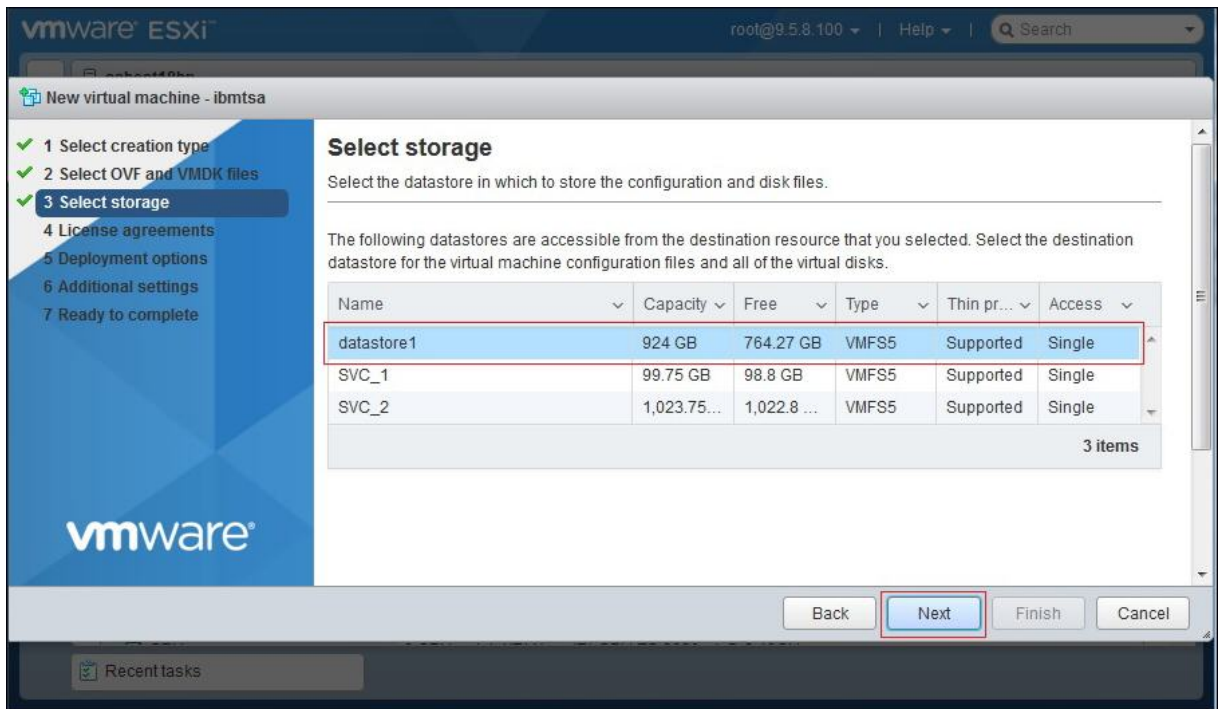 vmware ESXi™
root@9.5.8.100 | Help | Search
New virtual machine - ibmtsa
1 Select creation type
2 Select OVF and VMDK files
3 Select storage
4 License agreements
5 Deployment options
6 Additional settings
7 Ready to complete
vmware®
Select storage
Select the datastore in which to store the configuration and disk files.
The following datastores are accessible from the destination resource that you selected. Select the destination
datastore for the virtual machine configuration files and all of the virtual disks.
Name Capacity Free Type Thin pr... Access
datastore1 924 GB 764.27 GB VMFS5 Supported Single
SVC_1 99.75 GB 98.8 GB VMFS5 Supported Single
SVC_2 1,023.75... 1,022.8 ... VMFS5 Supported Single
3 items
Back Next Finish Cancel
Recent tasks